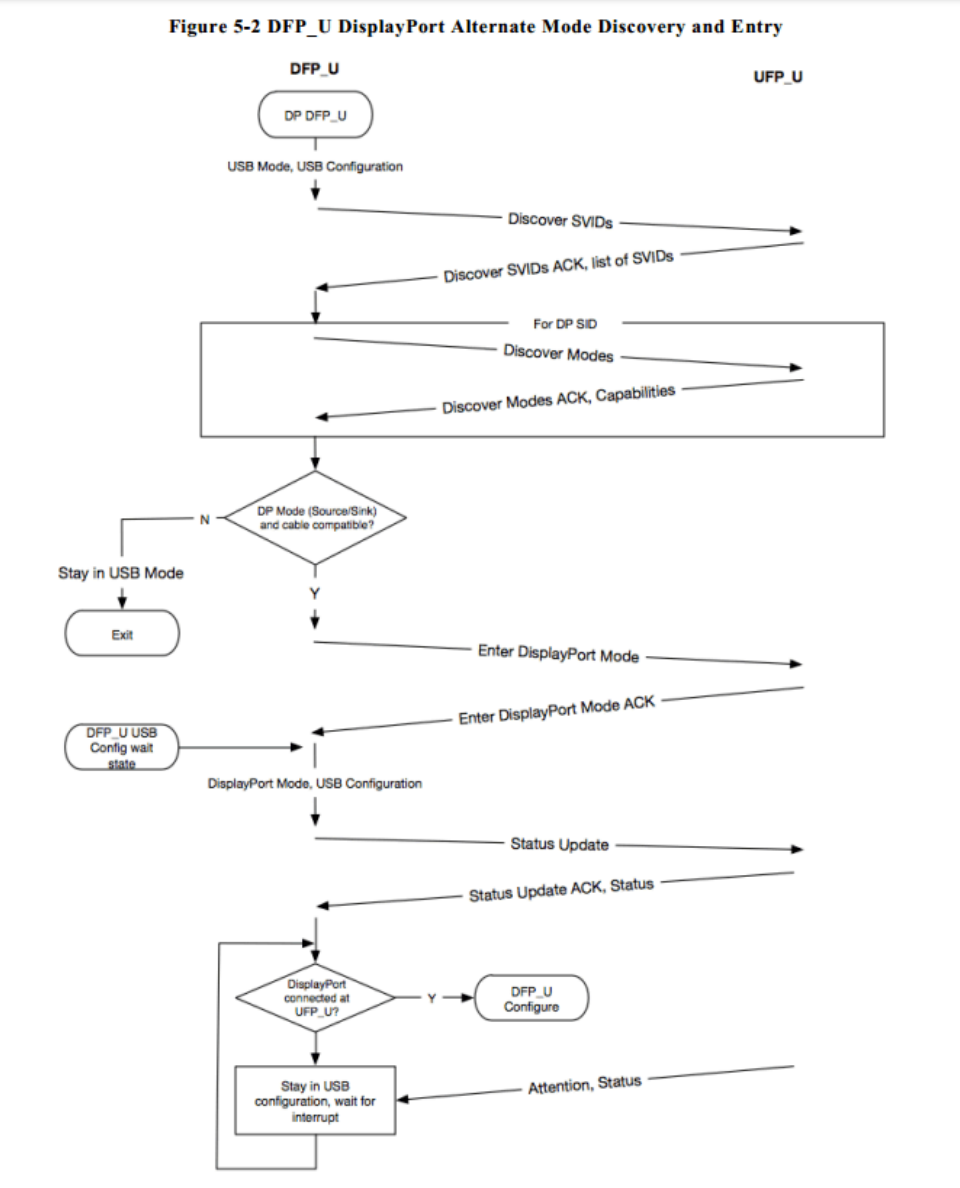 Figure 5-2 DFP_U DisplayPort Alternate Mode Discovery and Entry
DFP_U
UFP_U
DP DFP_U
USB Mode, USB Configuration
Discover SVIDs
Discover SVIDs ACK, list of SVIDs
For DP SID
Discover Modes
Discover Modes ACK, Capabilities
DP Mode (Source/Sink)
and cable compatible?
N
Stay in USB Mode
Exit
Y
Enter DisplayPort Mode
Enter DisplayPort Mode ACK
DFP_U USB
Config wait
state
DisplayPort Mode, USB Configuration
Status Update
Status Update ACK, Status
DisplayPort
connected at
UFP_U?
Y
DFP_U
Configure
Stay in USB
configuration, wait for
interrupt
Attention, Status